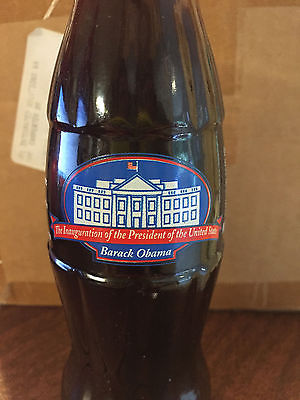 The Inauguration of the President of the United States
Barack Obama